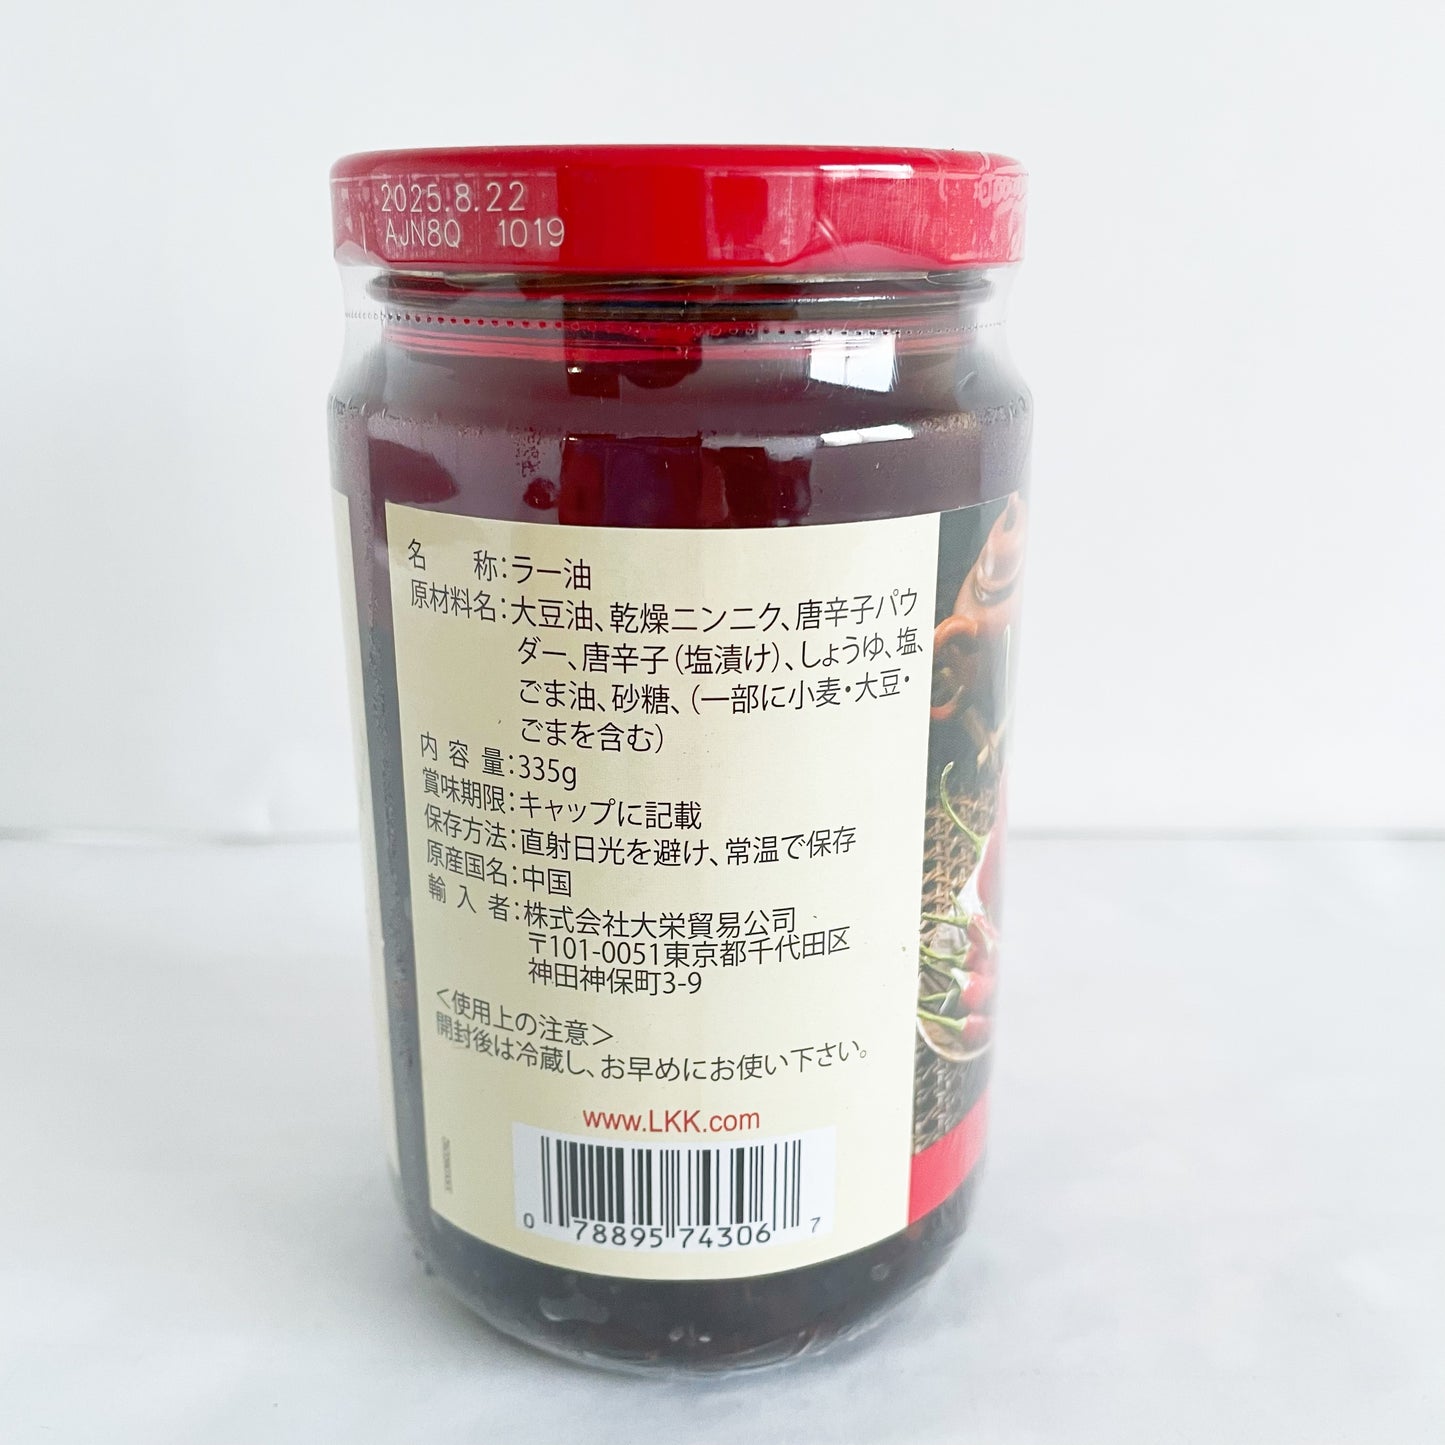 2025.8.22
AJN8Q 1019
名 称：ラー油
原材料名：大豆油、乾燥ニンニク、唐辛子パウ
ダー、唐辛子（塩漬け）、しょうゆ、塩、
ごま油、砂糖、（一部に小麦・大豆・
ごまを含む）
内容量：335g
賞味期限：キャップに記載
保存方法：直射日光を避け、常温で保存
原産国名：中国
輸入者：株式会社大栄貿易公司
〒101-0051東京都千代田区
神田神保町3-9
＜使用上の注意＞
開封後は冷蔵し、お早めにお使い下さい。
www.LKK.com
0 78895 74306 7